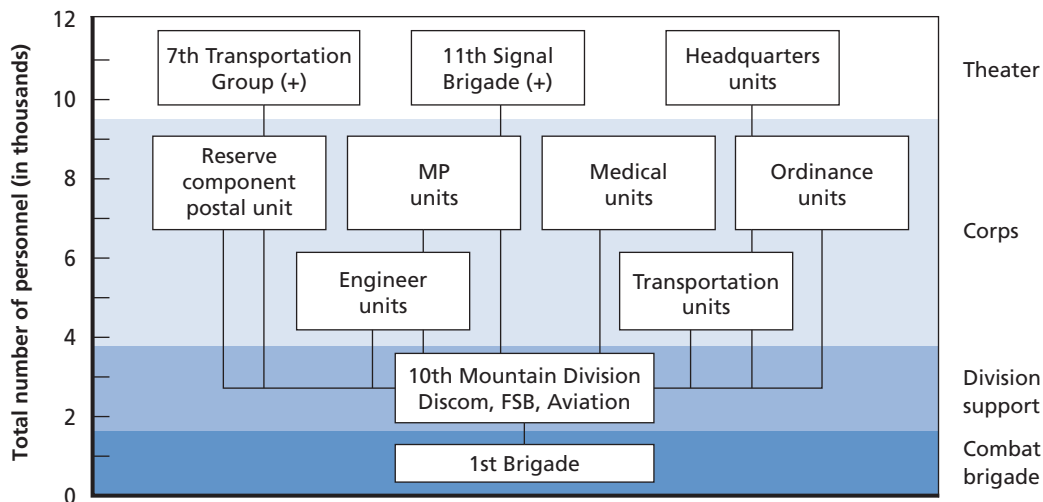 Total number of personnel (in thousands)
12
10
8
6
4
2
0
7th Transportation
Group (+)
11th Signal
Brigade (+)
Headquarters
units
Theater
Reserve
component
postal unit
MP
units
Medical
units
Ordinance
units
Corps
Engineer
units
Transportation
units
10th Mountain Division
Discom, FSB, Aviation
Division
support
1st Brigade
Combat
brigade